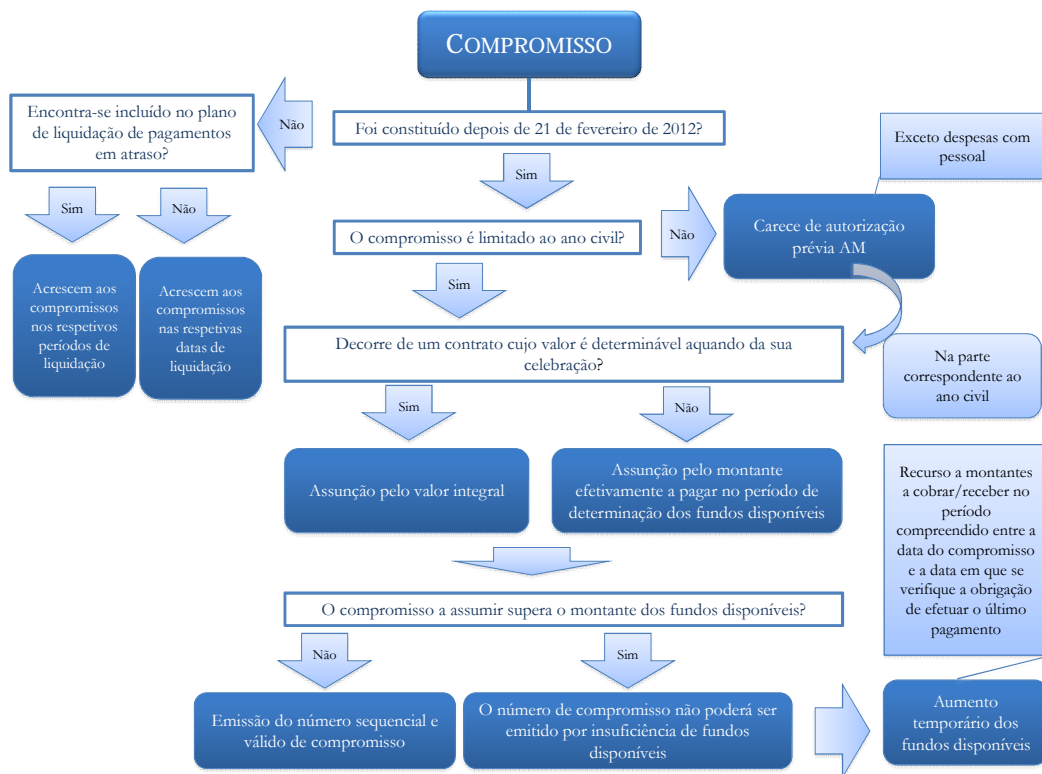 COMPROMISSO
Encontra-se incluído no plano
de liquidação de pagamentos
em atraso?
Não
Foi constituído depois de 21 de fevereiro de 2012?
Exceto despesas com
pessoal
Sim
Não
Sim
O compromisso é limitado ao ano civil?
Não
Carece de autorização
prévia AM
Acrescem aos
compromissos
nos respetivos
períodos de
liquidação
Acrescem aos
compromissos
nas respetivas
datas de
liquidação
Sim
Decorre de um contrato cujo valor é determinável aquando da sua
celebração?
Na parte
correspondente ao
ano civil
Sim
Não
Assunção pelo valor integral
Assunção pelo montante
efetivamente a pagar no período de
determinação dos fundos disponíveis
Recurso a montantes
a cobrar/receber no
período
compreendido entre a
data do compromisso
e a data em que se
verifique a obrigação
de efetuar o último
pagamento
O compromisso a assumir supera o montante dos fundos disponíveis?
Não
Sim
Emissão do número sequencial e
válido de compromisso
O número de compromisso não poderá ser
emitido por insuficiência de fundos
disponíveis
Aumento
temporário dos
fundos disponíveis